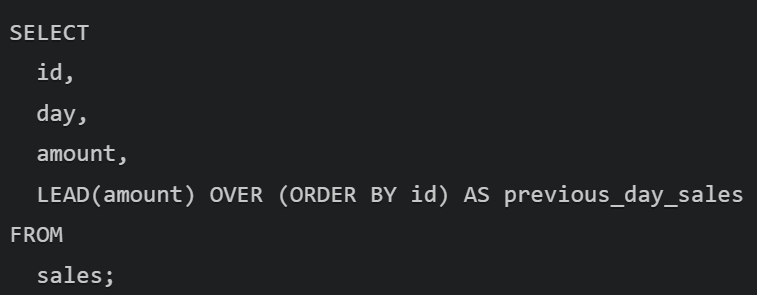 SELECT
  id,
  day,
  amount,
  LEAD(amount) OVER (ORDER BY id) AS previous_day_sales
FROM
  sales;